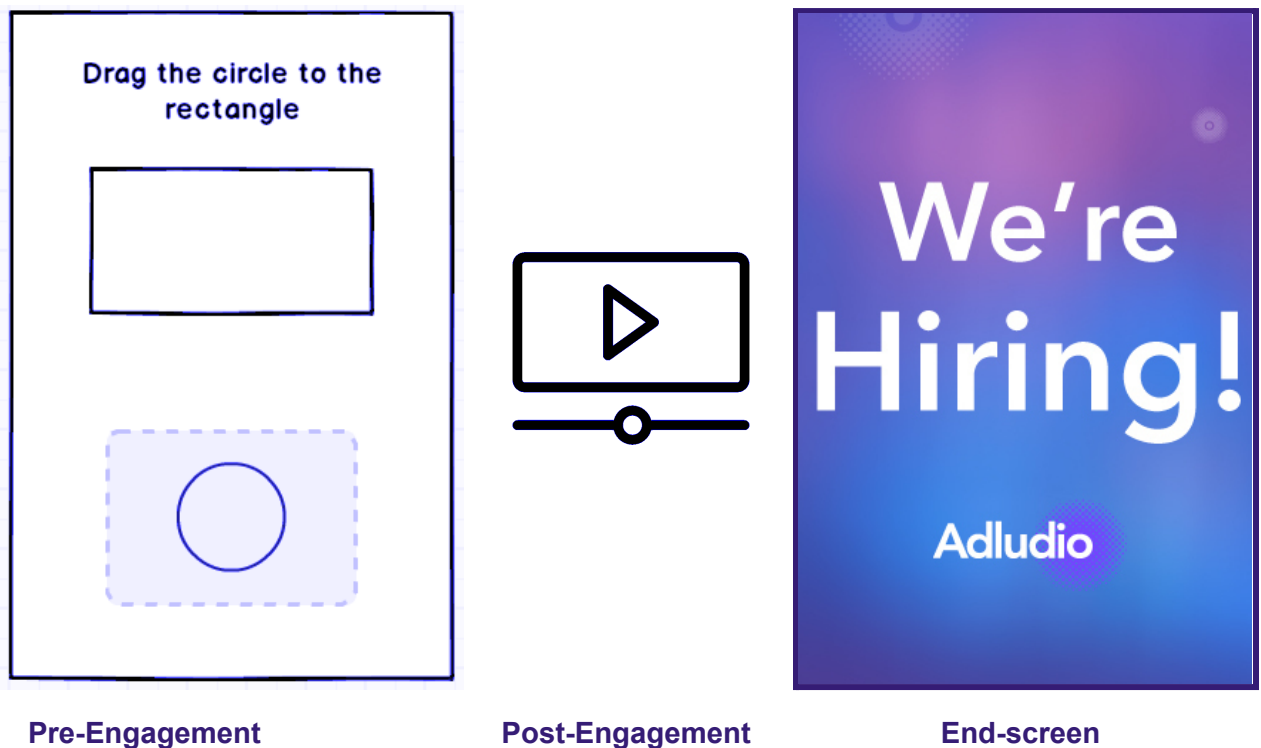 Drag the circle to the
rectangle
We're
Hiring!
Adludio
Pre-Engagement
Post-Engagement
End-screen